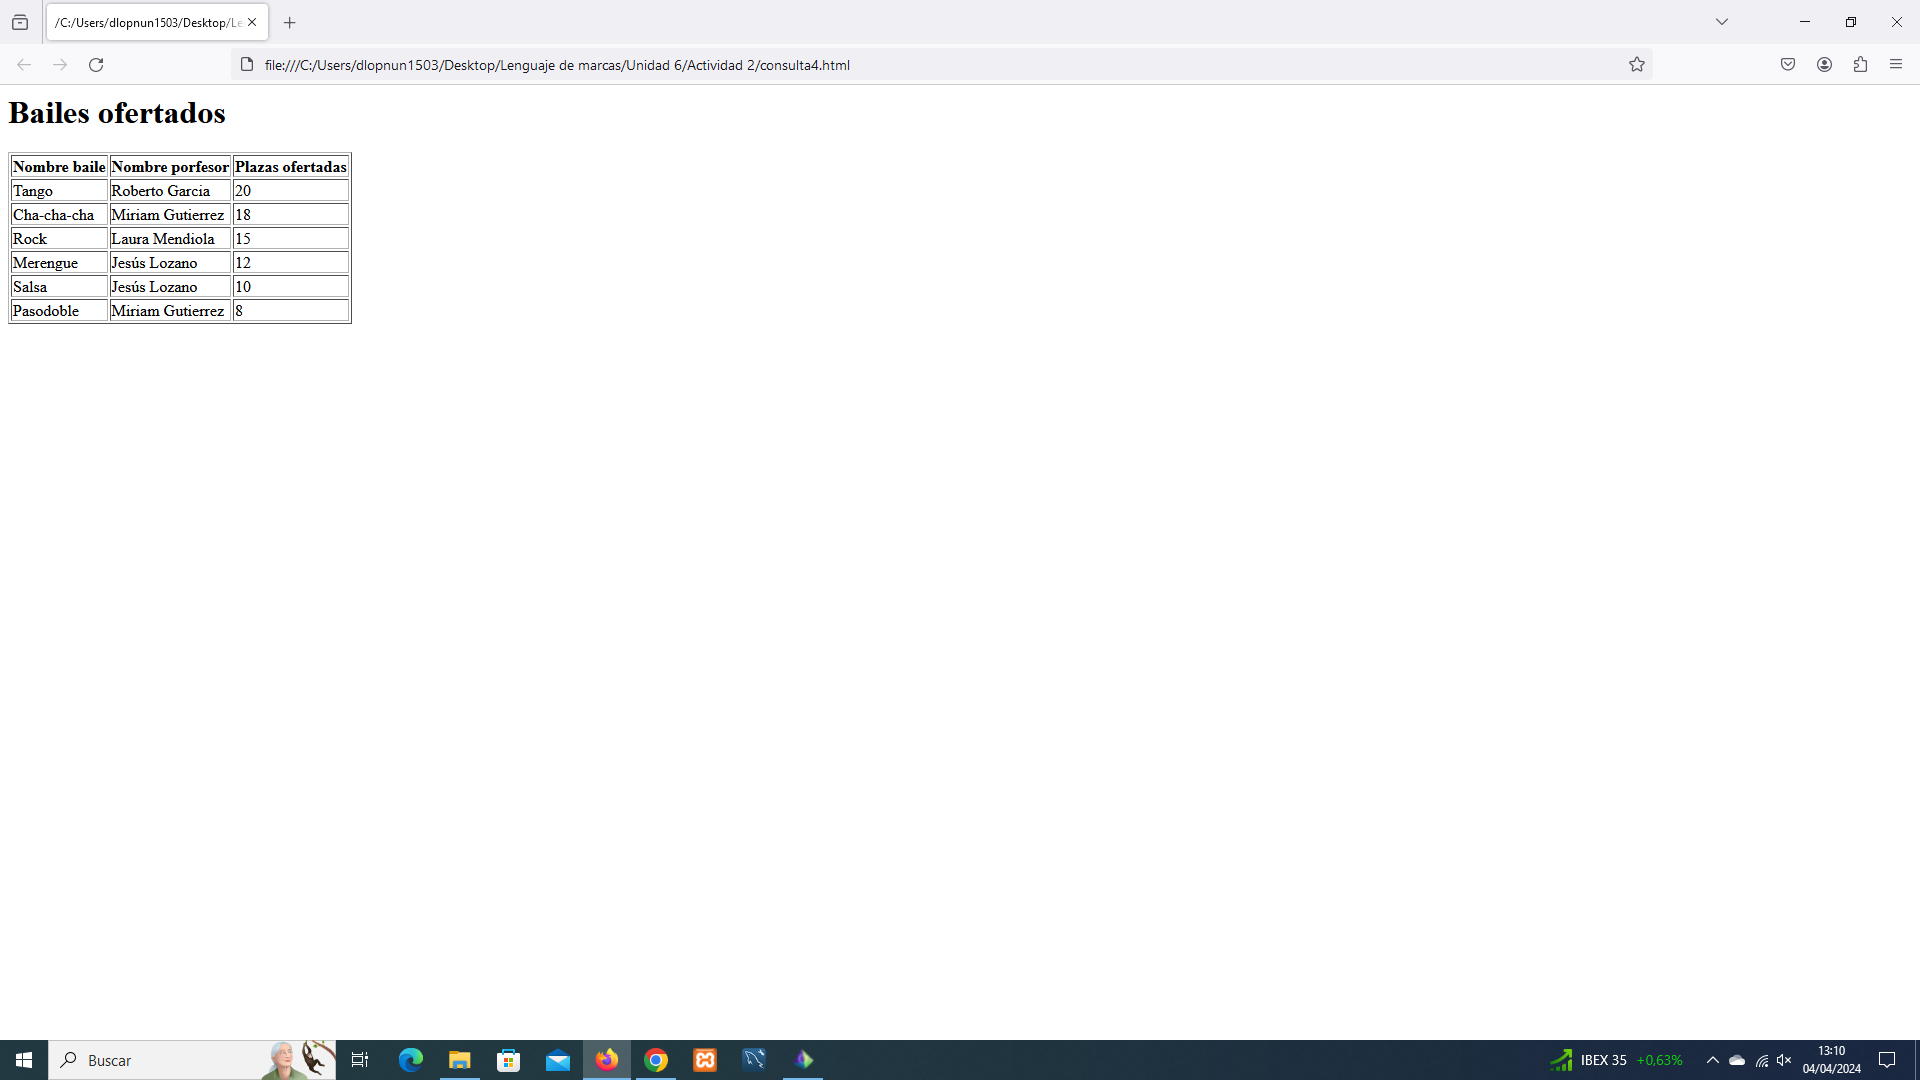 /C:/Users/dlopnun1503/Desktop/Le
file:///C:/Users/dlopnun1503/Desktop/Lenguaje de marcas/Unidad 6/Actividad 2/consulta4.html
Bailes ofertados
Nombre baile Nombre porfesor Plazas ofertadas
Tango Roberto Garcia 20
Cha-cha-cha Miriam Gutierrez 18
Rock Laura Mendiola 15
Merengue Jesús Lozano 12
Salsa Jesús Lozano 10
Pasodoble Miriam Gutierrez 8
Buscar
IBEX 35 +0,63%
13:10
04/04/2024